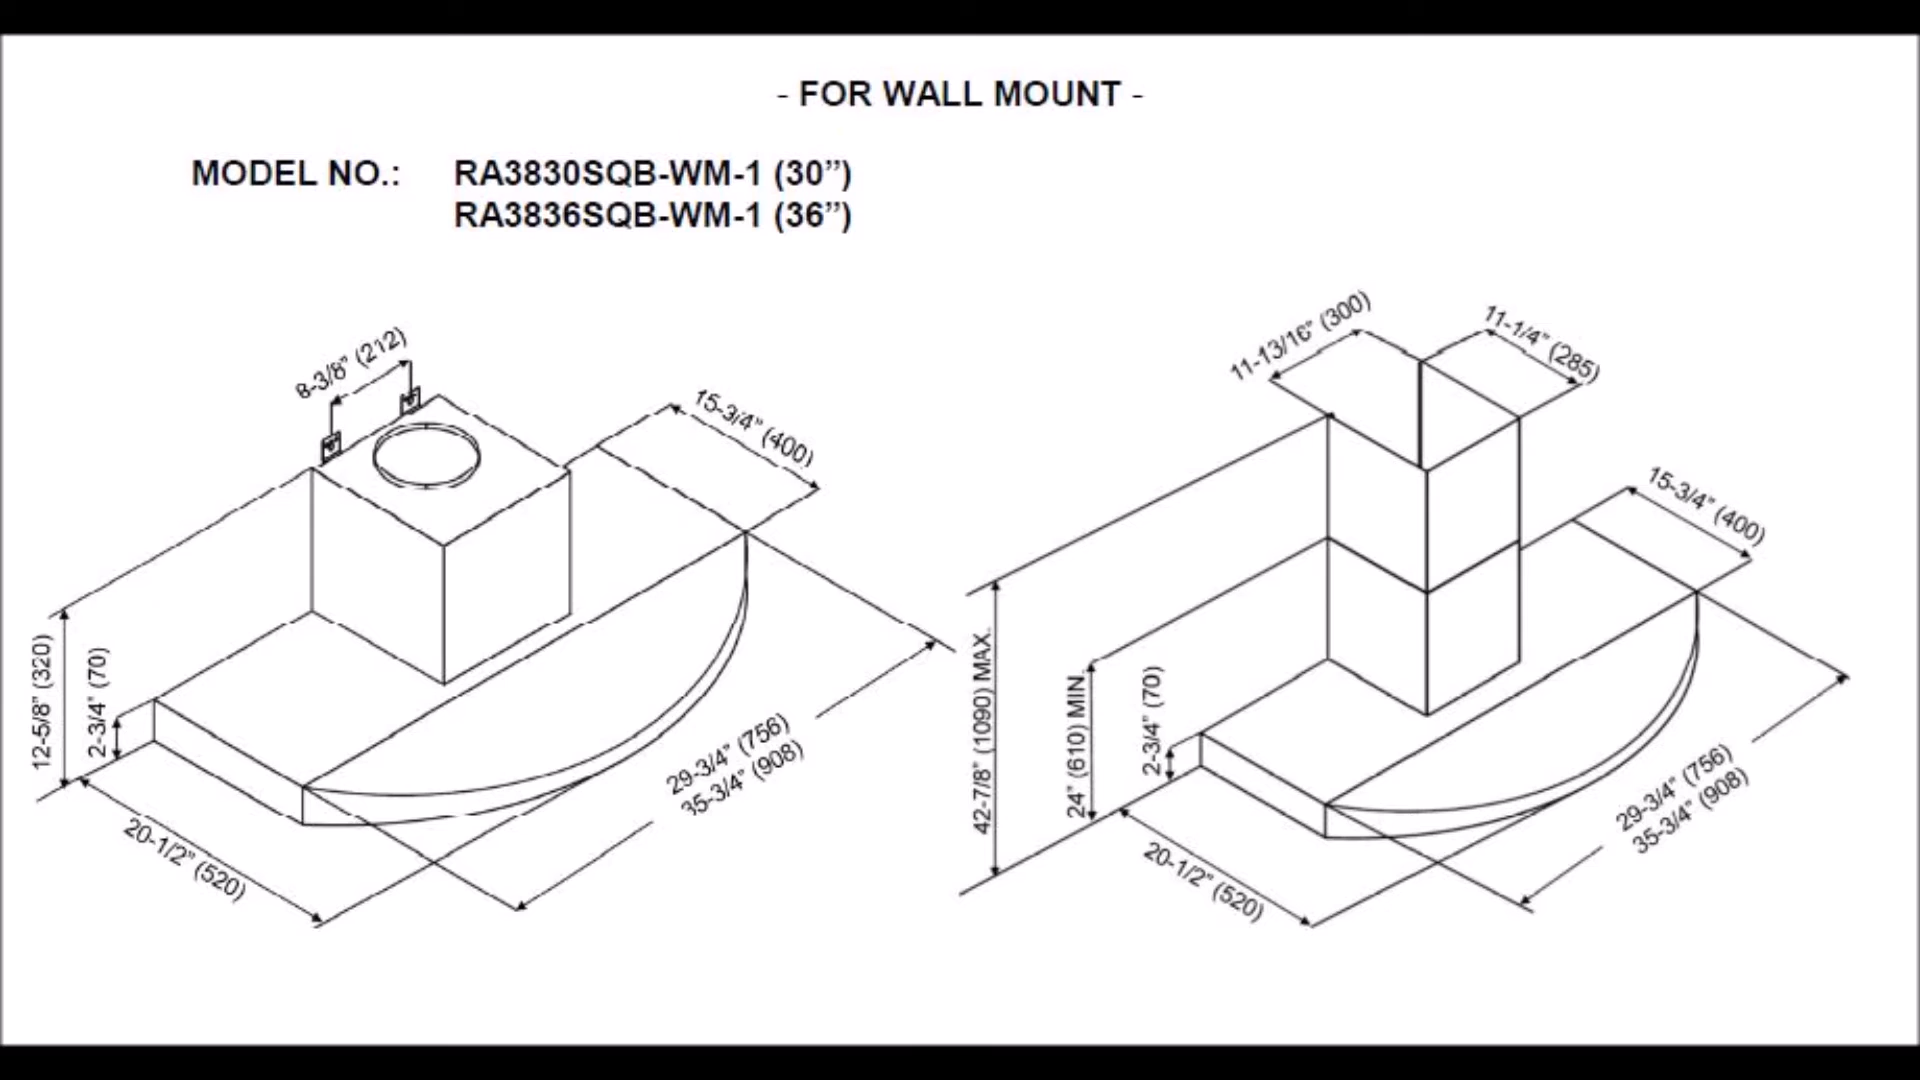 - FOR WALL MOUNT -
MODEL NO.: RA3830SQB-WM-1 (30”)
RA3836SQB-WM-1 (36”)
8-3/8” (212)
15-3/4” (400)
12-5/8” (320)
2-3/4” (70)
20-1/2” (520)
29-3/4” (756)
35-3/4” (908)
11-13/16” (300)
11-1/4” (285)
15-3/4” (400)
42-7/8” (1090) MAX.
24” (610) MIN.
2-3/4” (70)
20-1/2” (520)
29-3/4” (756)
35-3/4” (908)